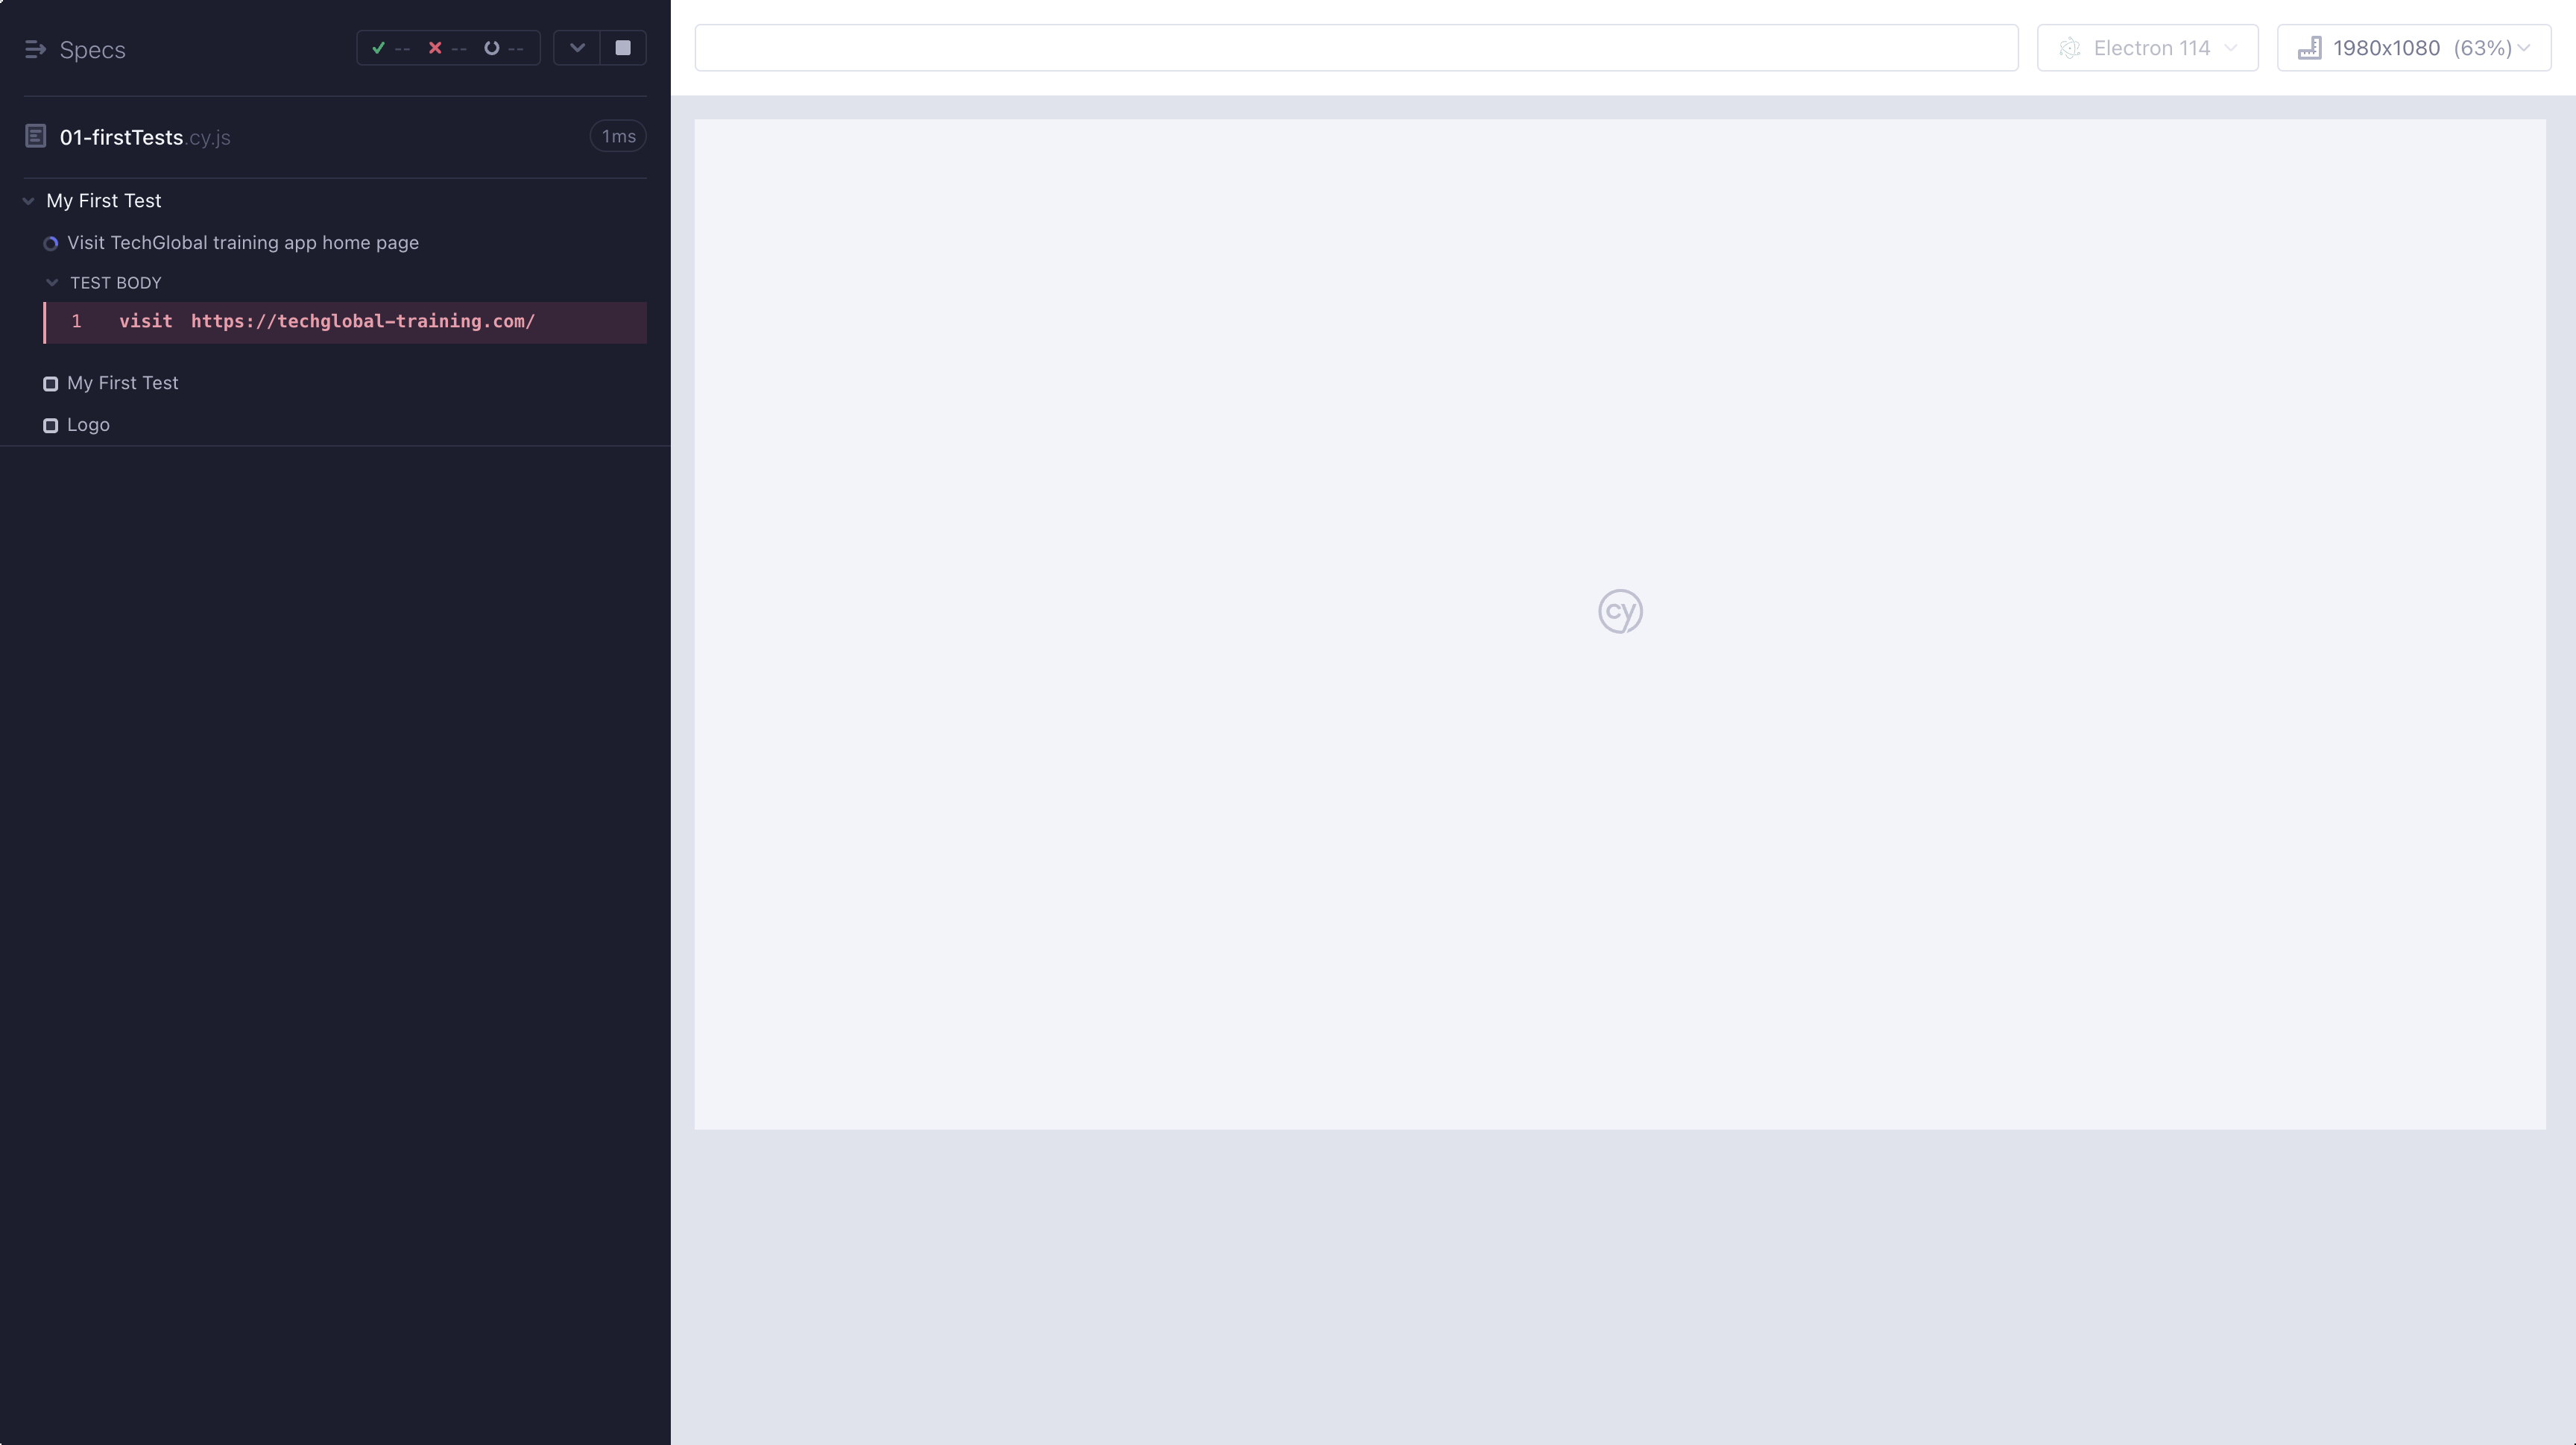 Specs
--
--
--
Electron 114
1980x1080 (63%)
01-firstTests.cy.js
1ms
My First Test
Visit TechGlobal training app home page
TEST BODY
1 visit https://techglobal-training.com/
My First Test
Logo
cy